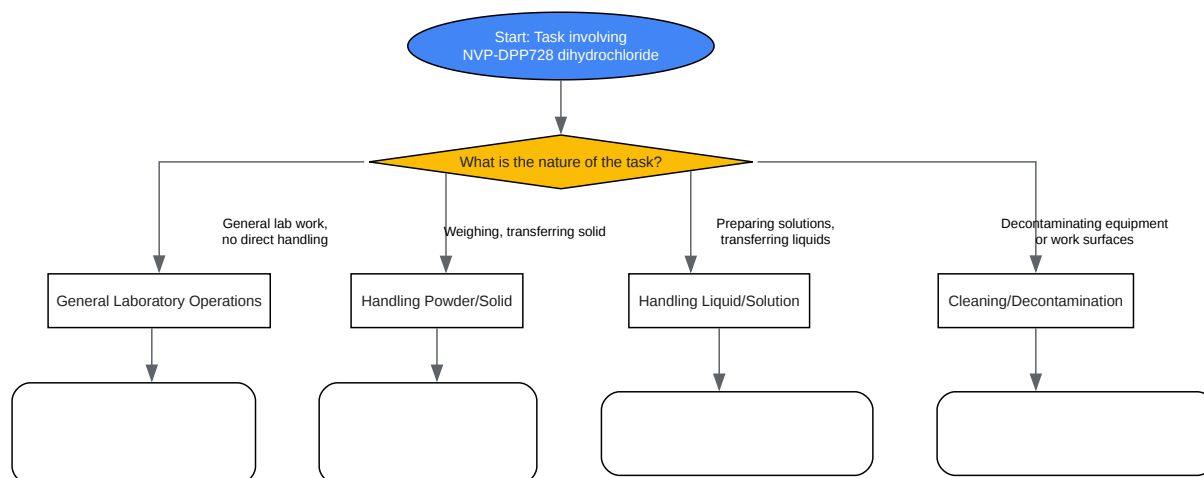 Start: Task involving
NVP-DPP728 dihydrochloride
What is the nature of the task?
General lab work,
no direct handling
Weighing, transferring solid
Preparing solutions,
transferring liquids
Decontaminating equipment
or work surfaces
General Laboratory Operations
Handling Powder/Solid
Handling Liquid/Solution
Cleaning/Decontamination